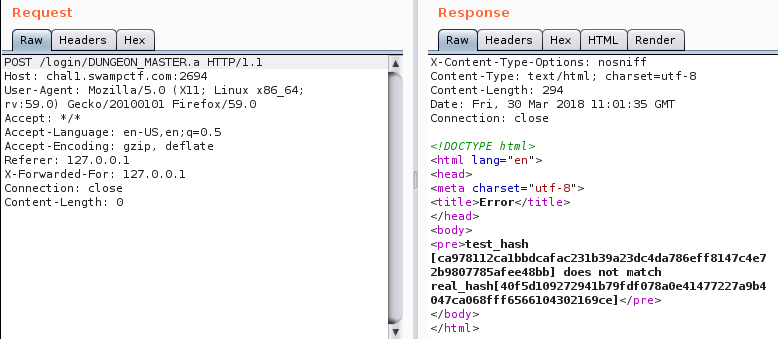 Request
Raw Headers Hex
POST /login/DUNGEON_MASTER.a HTTP/1.1
Host: chal1.swampctf.com:2694
User-Agent: Mozilla/5.0 (X11; Linux x86_64;
rv:59.0) Gecko/20100101 Firefox/59.0
Accept: */*
Accept-Language: en-US,en;q=0.5
Accept-Encoding: gzip, deflate
Referer: 127.0.0.1
X-Forwarded-For: 127.0.0.1
Connection: close
Content-Length: 0
Response
Raw Headers Hex HTML Render
X-Content-Type-Options: nosniff
Content-Type: text/html; charset=utf-8
Content-Length: 294
Date: Fri, 30 Mar 2018 11:01:35 GMT
Connection: close
<!DOCTYPE html>
<html lang="en">
<head>
<meta charset="utf-8">
<title>Error</title>
</head>
<body>
<pre>test_hash
[ca978112ca1bbdcafac231b39a23dc4da786eff8147c4e7
2b9807785afee48bb] does not match
real_hash[40f5d109272941b79fdf078a0e41477227a9b4
047ca068fff6566104302169ce]</pre>
</body>
</html>